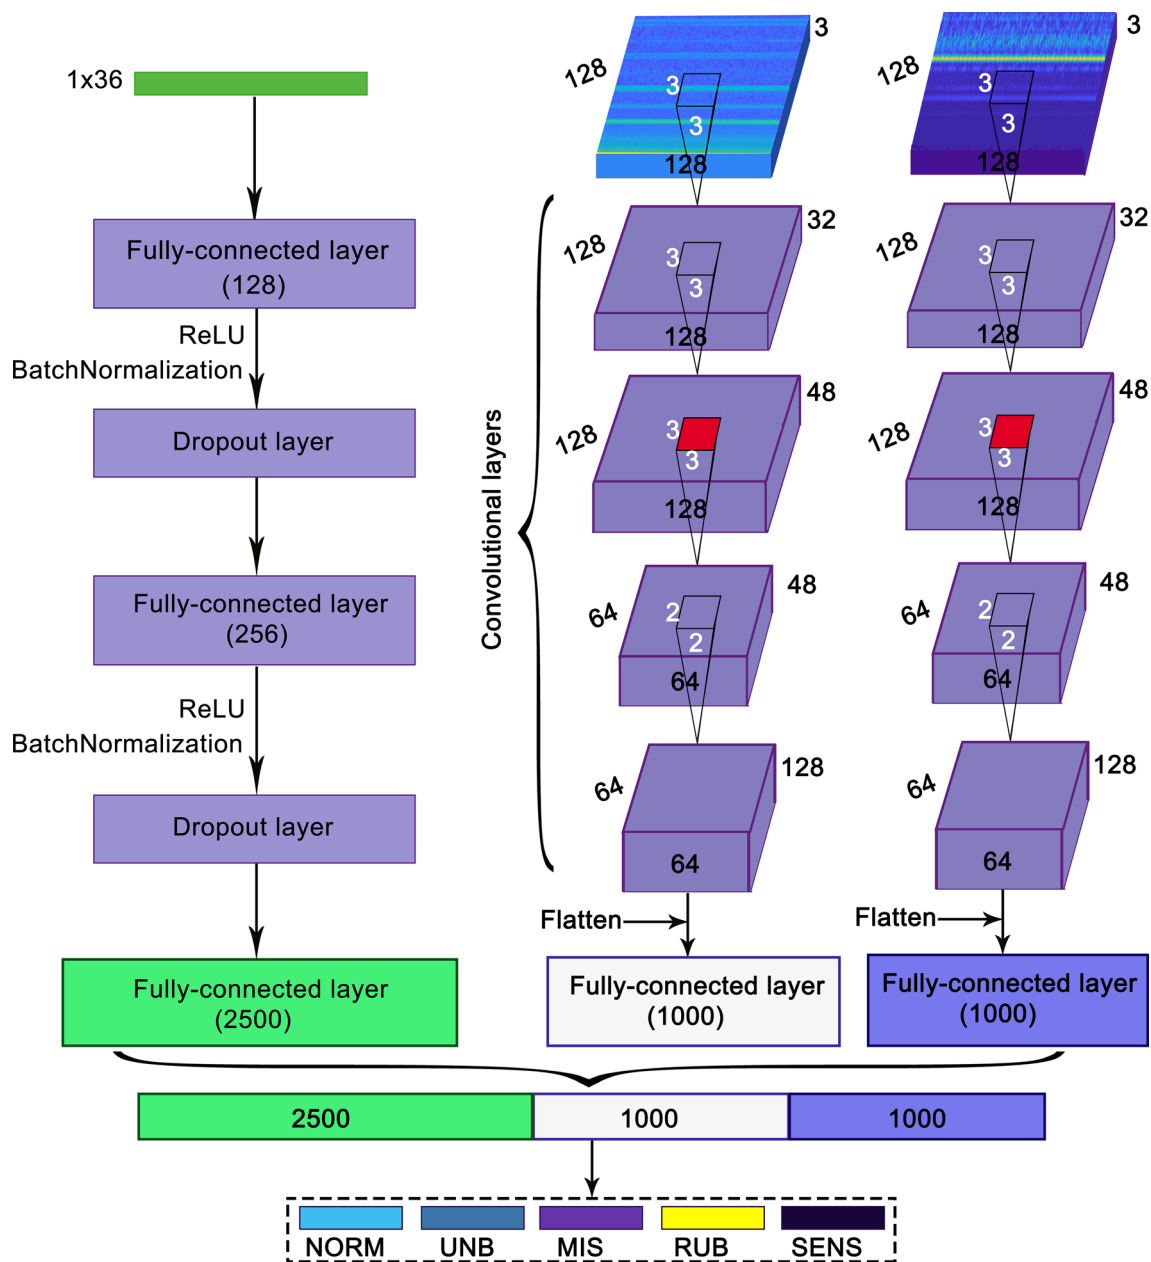 1x36
Fully-connected layer
(128)
ReLU
BatchNormalization
Dropout layer
Fully-connected layer
(256)
ReLU
BatchNormalization
Dropout layer
Fully-connected layer
(2500)
Convolutional layers
3
128
3
3
128
32
128
3
3
128
48
128
3
3
128
48
64
2
2
64
128
64
64
Flatten
Fully-connected layer
(1000)
3
128
3
3
128
32
128
3
3
128
48
128
3
3
128
48
64
2
2
64
128
64
64
Flatten
Fully-connected layer
(1000)
2500
1000
1000
NORM
UNB
MIS
RUB
SENS